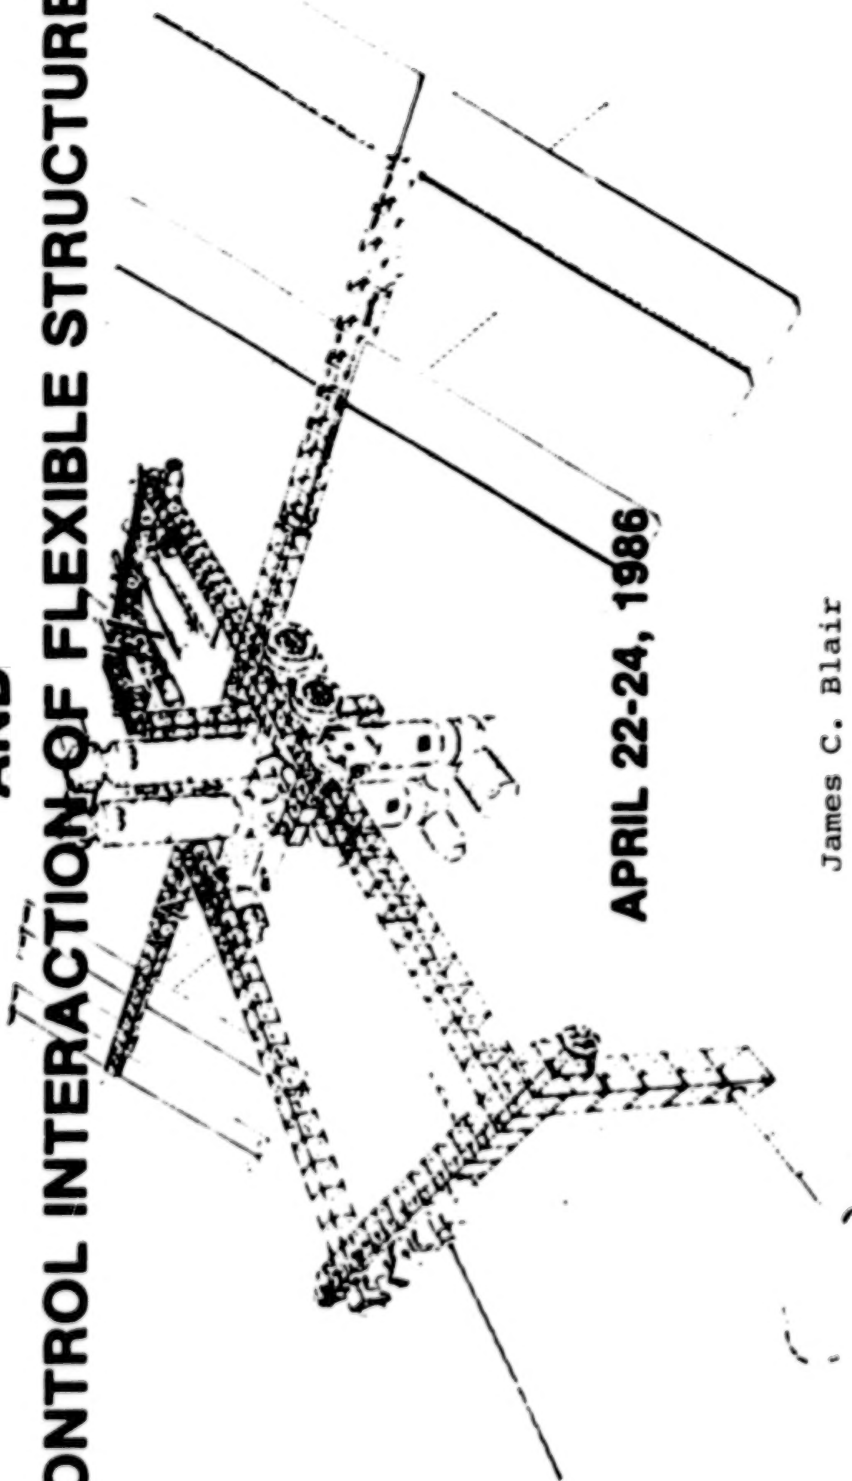 AND
ONTROL INTERACTION OF FLEXIBLE STRUCTURE
APRIL 22-24, 1986
James C. Blair